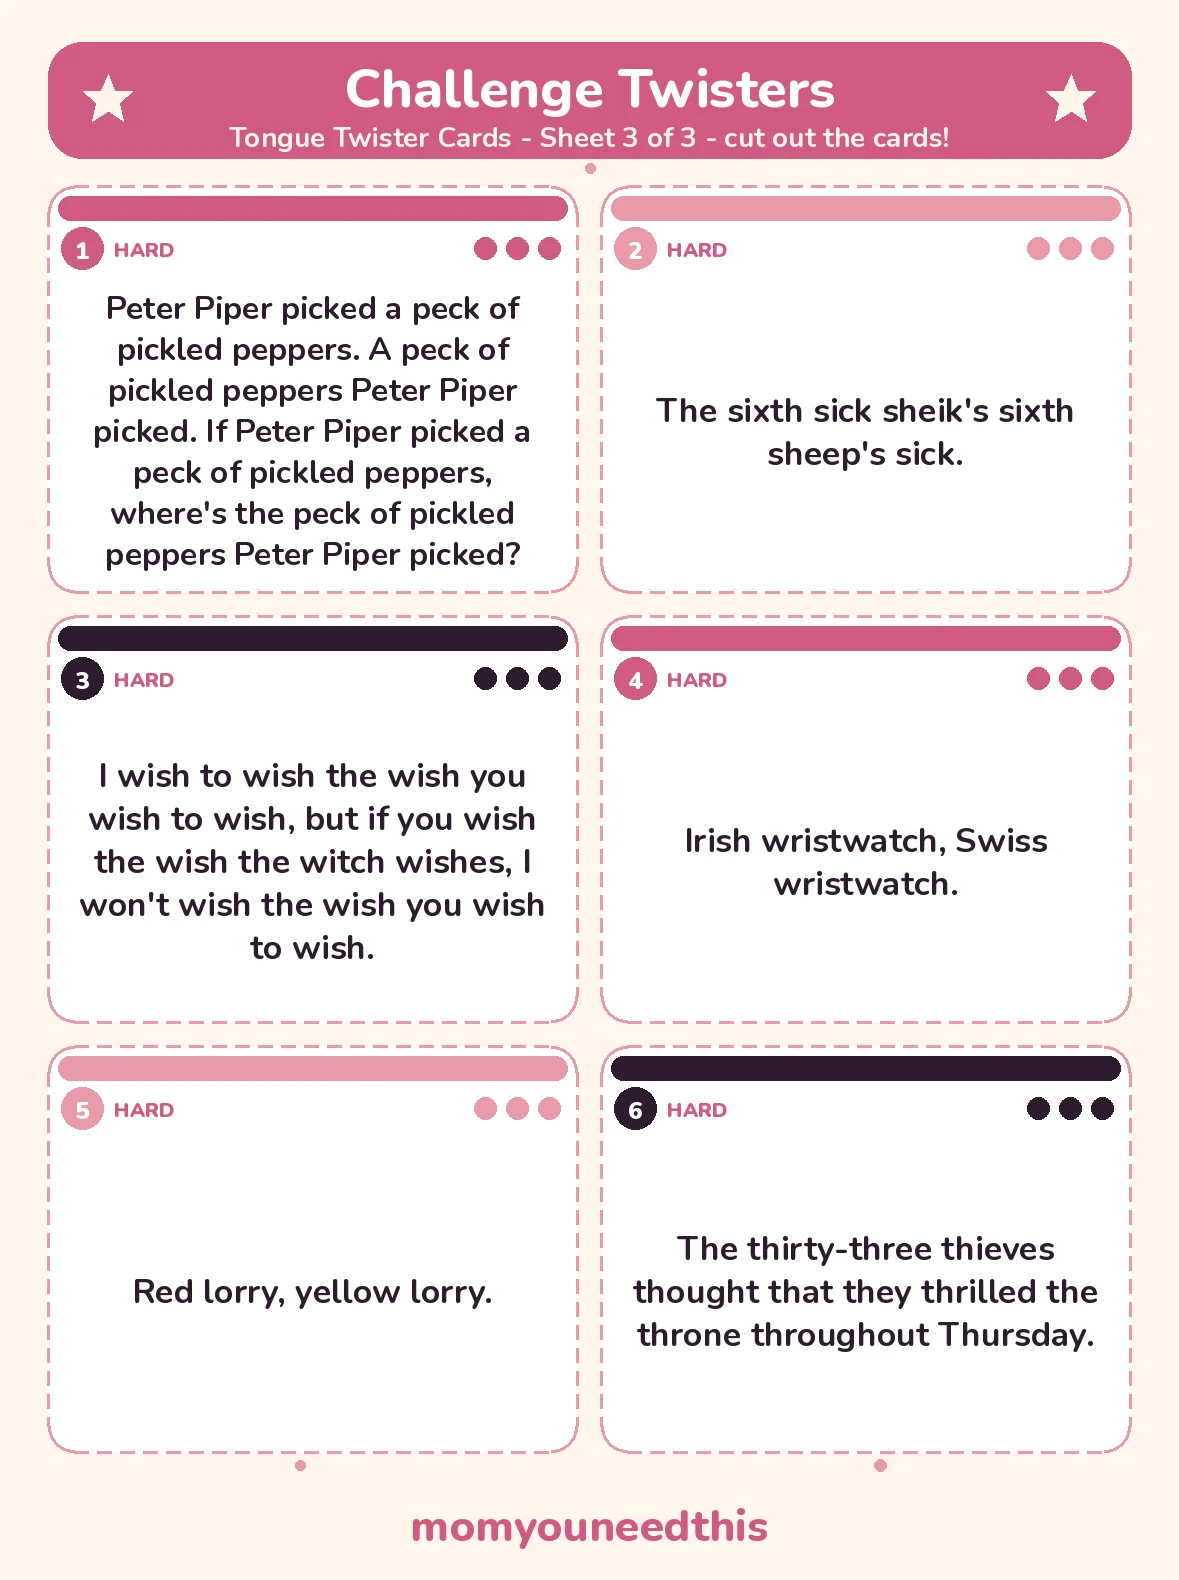 Challenge Twisters
Tongue Twister Cards - Sheet 3 of 3 - cut out the cards!
1 HARD
Peter Piper picked a peck of
pickled peppers. A peck of
pickled peppers Peter Piper
picked. If Peter Piper picked a
peck of pickled peppers,
where's the peck of pickled
peppers Peter Piper picked?
2 HARD
The sixth sick sheik's sixth
sheep's sick.
3 HARD
I wish to wish the wish you
wish to wish, but if you wish
the wish the witch wishes, I
won't wish the wish you wish
to wish.
4 HARD
Irish wristwatch, Swiss
wristwatch.
5 HARD
Red lorry, yellow lorry.
6 HARD
The thirty-three thieves
thought that they thrilled the
throne throughout Thursday.
momyouneedthis